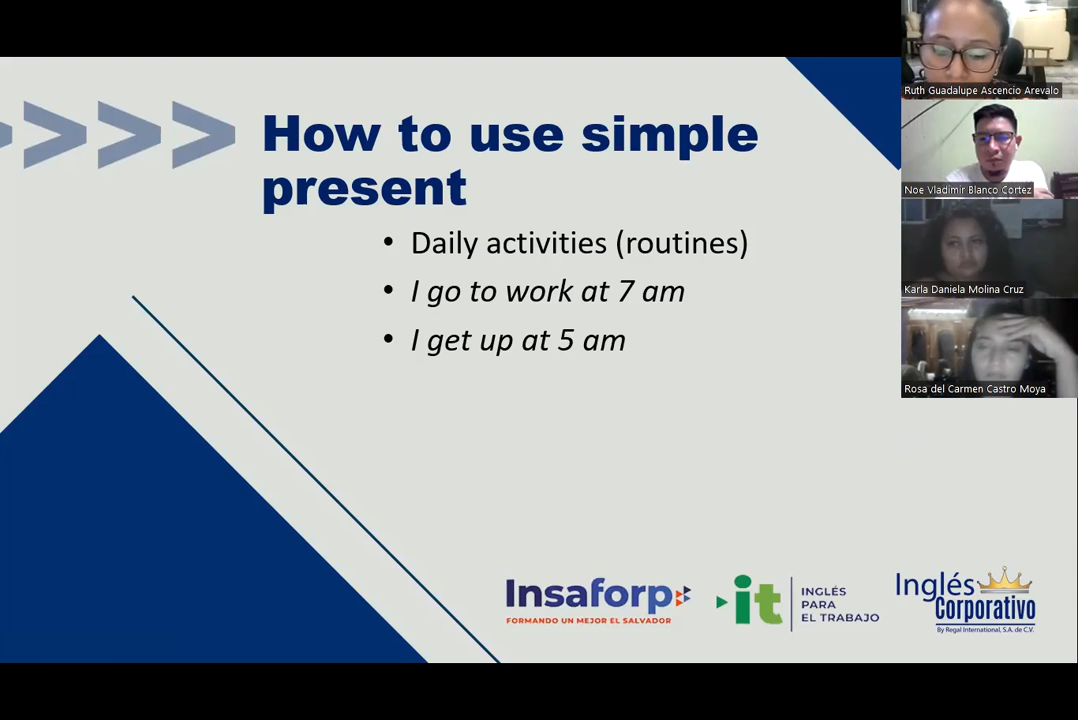 How to use simple
present
• Daily activities (routines)
• I go to work at 7 am
• I get up at 5 am
Ruth Guadalupe Ascencio Arevalo
Noe Vladimir Blanco Cortez
Karla Daniela Molina Cruz
Rosa del Carmen Castro Moya
Insaforp
FORMANDO UN MEJOR EL SALVADOR
it
INGLÉS
PARA
EL TRABAJO
Inglés
Corporativo
By Regal International, S.A. de C.V.